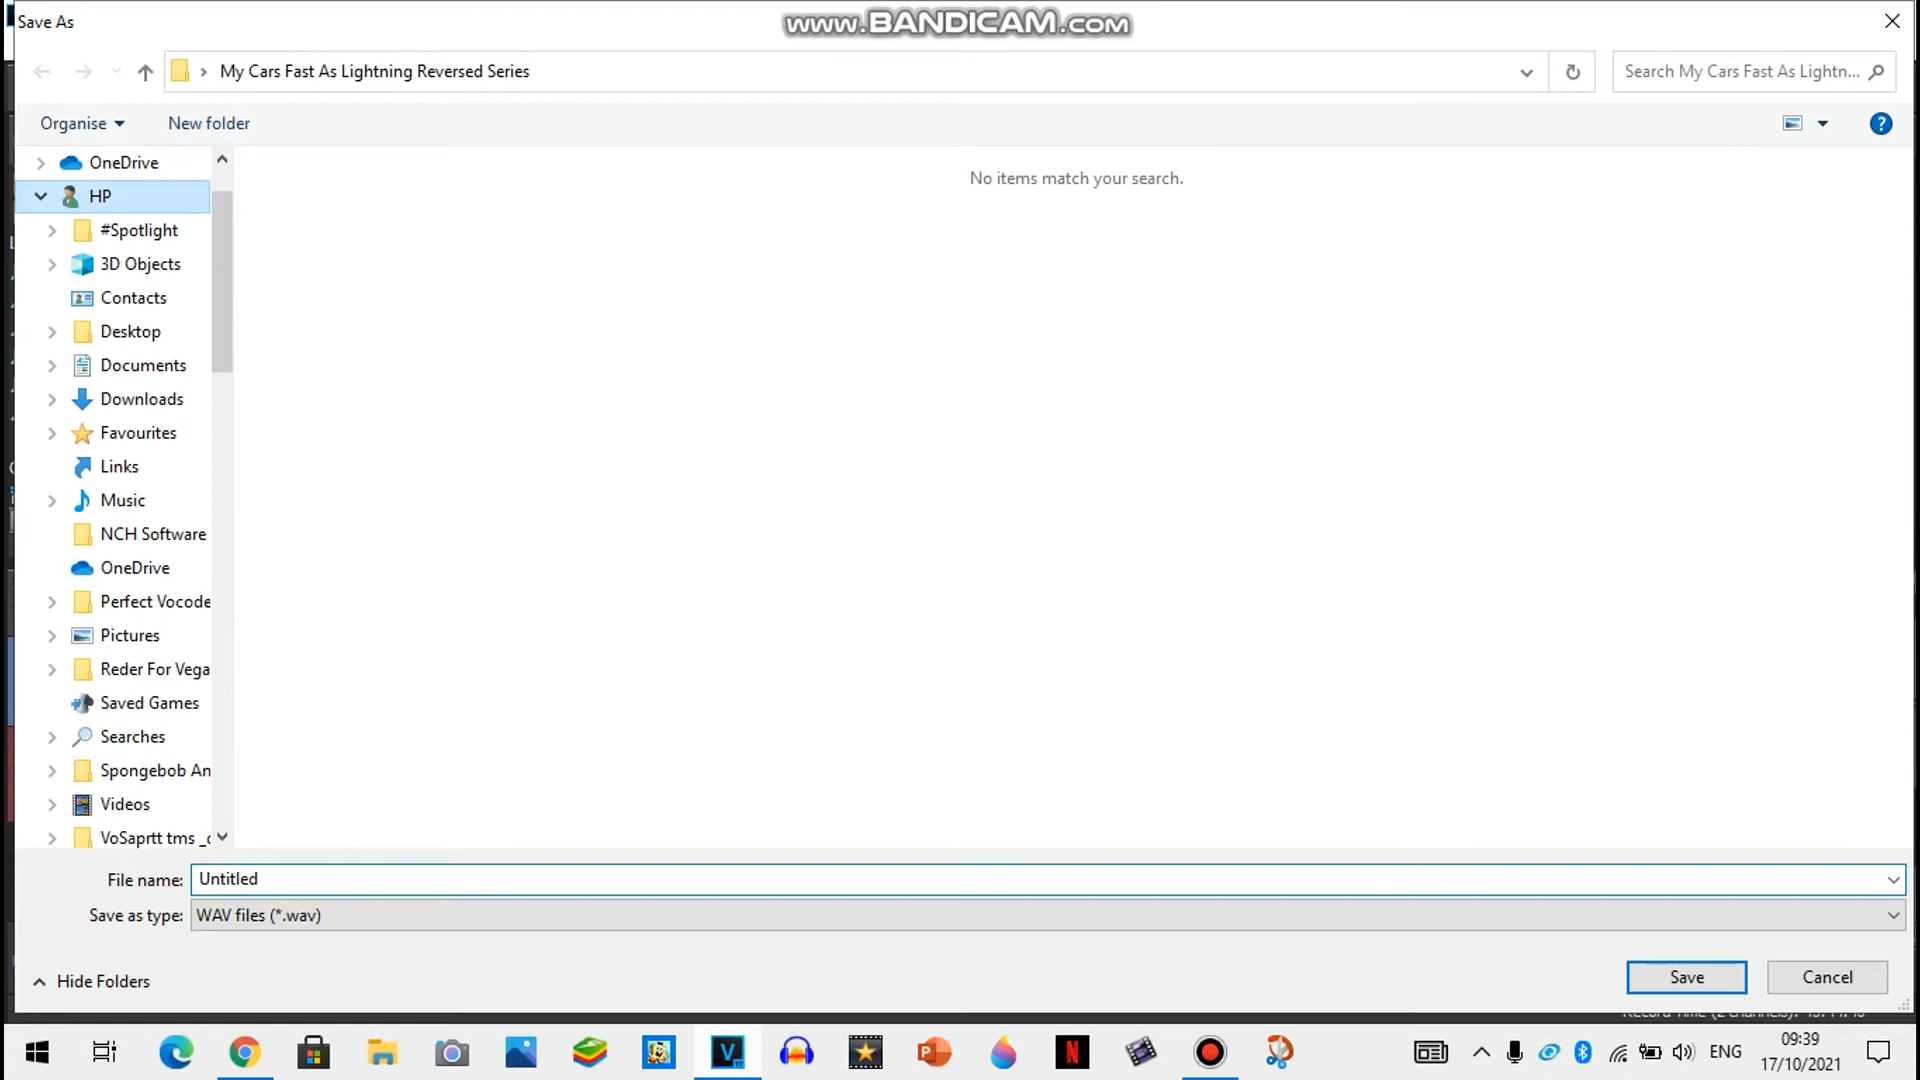 Save As
www.BANDICAM.com
My Cars Fast As Lightning Reversed Series
Search My Cars Fast As Lightn...
Organise
New folder
?
OneDrive
No items match your search.
HP
#Spotlight
3D Objects
Contacts
Desktop
Documents
Downloads
Favourites
Links
Music
NCH Software
OneDrive
Perfect Vocode
Pictures
Reder For Vega
Saved Games
Searches
Spongebob An
Videos
VoSaprtt tms _c
File name: Untitled
Save as type: WAV files (*.wav)
Hide Folders
Save
Cancel
ENG
09:39
17/10/2021